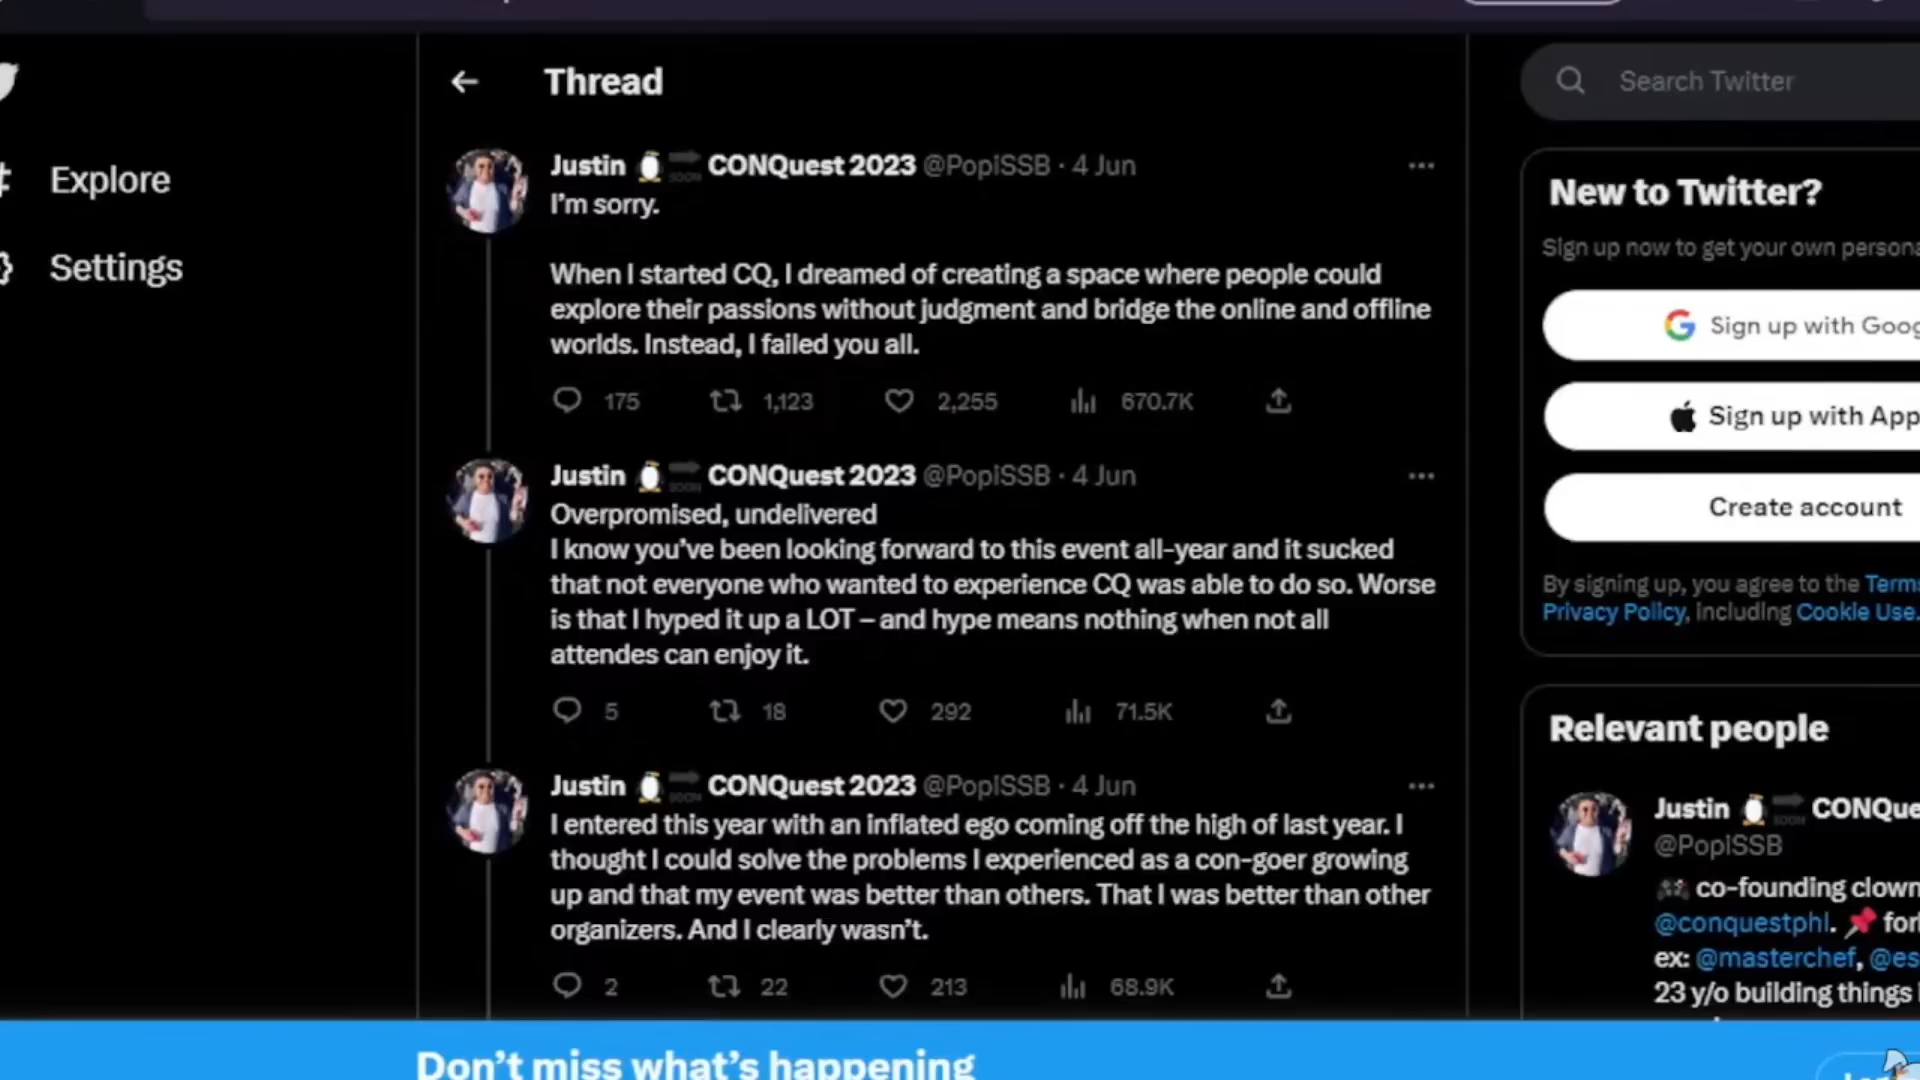 Thread
Search Twitter
Explore
Settings
Justin CONQuest 2023 @PopiSSB · 4 Jun
I'm sorry.
When I started CQ, I dreamed of creating a space where people could
explore their passions without judgment and bridge the online and offline
worlds. Instead, I failed you all.
175 1,123 2,255 670.7K
Justin CONQuest 2023 @PopiSSB · 4 Jun
Overpromised, undelivered
I know you've been looking forward to this event all-year and it sucked
that not everyone who wanted to experience CQ was able to do so. Worse
is that I hyped it up a LOT – and hype means nothing when not all
attendes can enjoy it.
5 18 292 71.5K
Justin CONQuest 2023 @PopiSSB · 4 Jun
I entered this year with an inflated ego coming off the high of last year. I
thought I could solve the problems I experienced as a con-goer growing
up and that my event was better than others. That I was better than other
organizers. And I clearly wasn't.
2 22 213 68.9K
New to Twitter?
Sign up now to get your own persona
Sign up with Goog
Sign up with App
Create account
By signing up, you agree to the Terms
Privacy Policy, including Cookie Use.
Relevant people
Justin CONQue
@PopiSSB
co-founding clown
@conquestphl. for
ex: @masterchef, @es
23 y/o building things
Don't miss what's happening